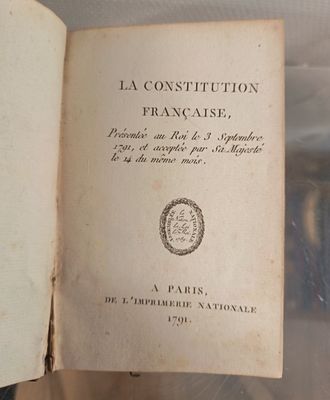 LA CONSTITUTION
FRANÇAISE,
Présentée au Roi le 3 Septembre
1791, et acceptée par Sa Majesté
le 14 du même mois.
A PARIS,
DE L'IMPRIMERIE NATIONALE
1791.